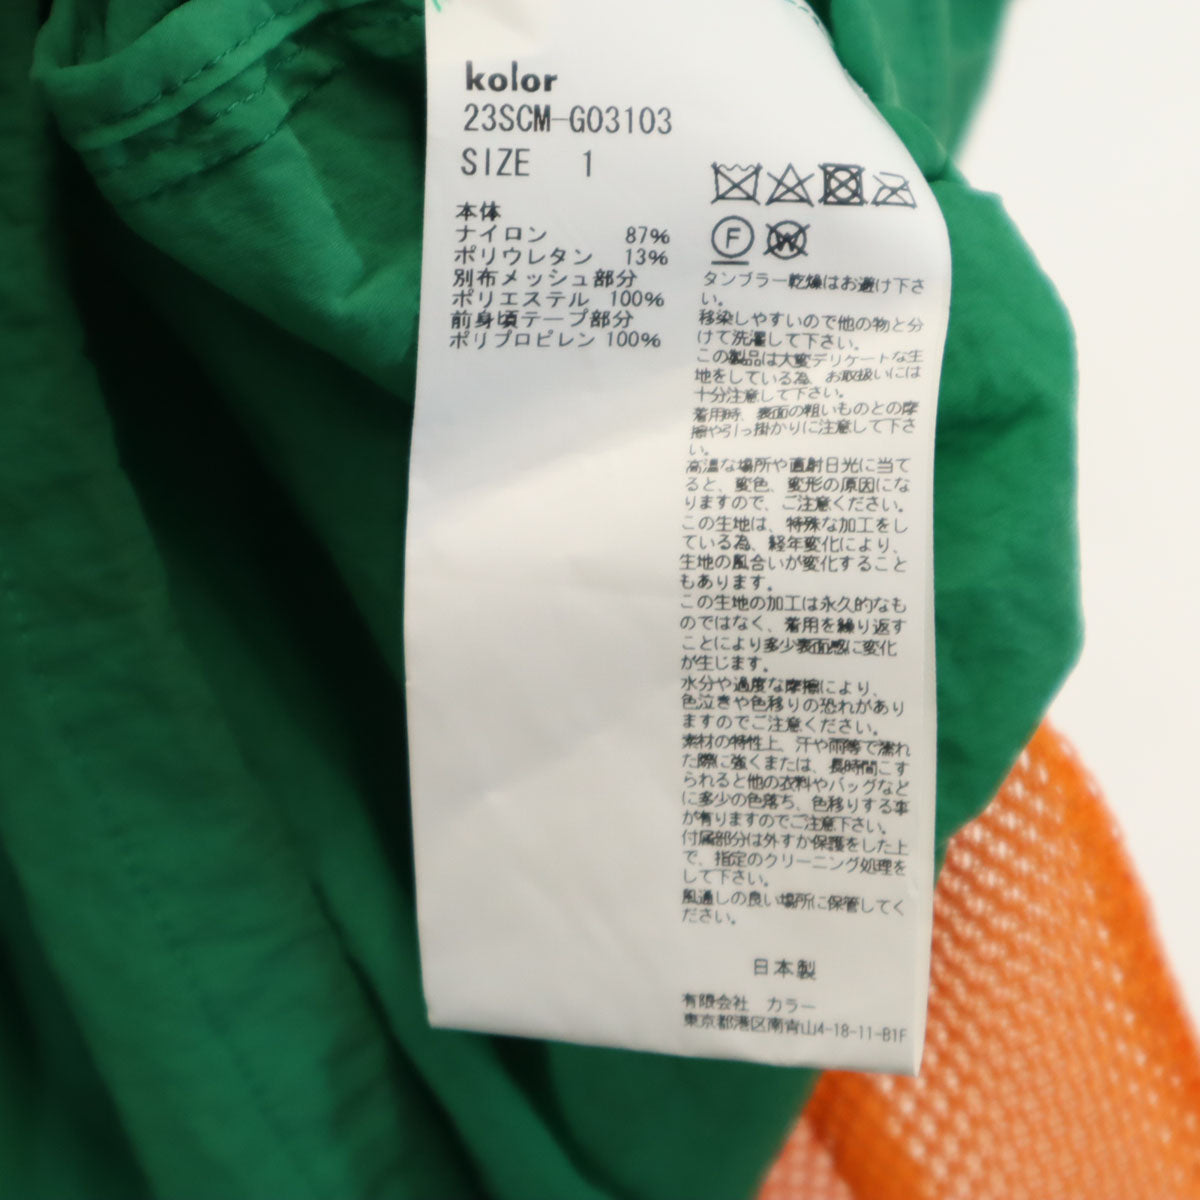 kolor
23SCM-G03103
SIZE 1
本体
ナイロン 87%
ポリウレタン 13%
別布メッシュ部分
ポリエステル 100%
前身頃テープ部分
ポリプロピレン 100%
F
W
タンブラー乾燥はお避け下さ
い。
移染しやすいので他の物と分
けて洗濯して下さい。
この製品は大変デリケートな生
地をしている為、お取扱いには
十分注意して下さい。
着用時、表面の粗いものとの摩
擦や引っ掛かりに注意して下さ
い。
高温な場所や直射日光に当て
ると、変色、変形の原因にな
りますので、ご注意ください。
この生地は、特殊な加工をし
ている為、経年変化により、
生地の風合いが変化すること
もあります。
この生地の加工は永久的なも
のではなく、着用を繰り返す
ことにより多少表面感に変化
が生じます。
水分や過度な摩擦により、
色泣きや色移りの恐れがあり
ますのでご注意ください。
素材の特性上、汗や雨等で濡れ
た際に強くまたは、長時間こす
られると他の衣料やバッグなど
に多少の色落ち、色移りする事
が有りますのでご注意下さい。
付属部分は外すか保護をした上
で、指定のクリーニング処理を
して下さい。
風通しの良い場所に保管してく
ださい。
日本製
有限会社 カラー
東京都港区南青山4-18-11-B1F